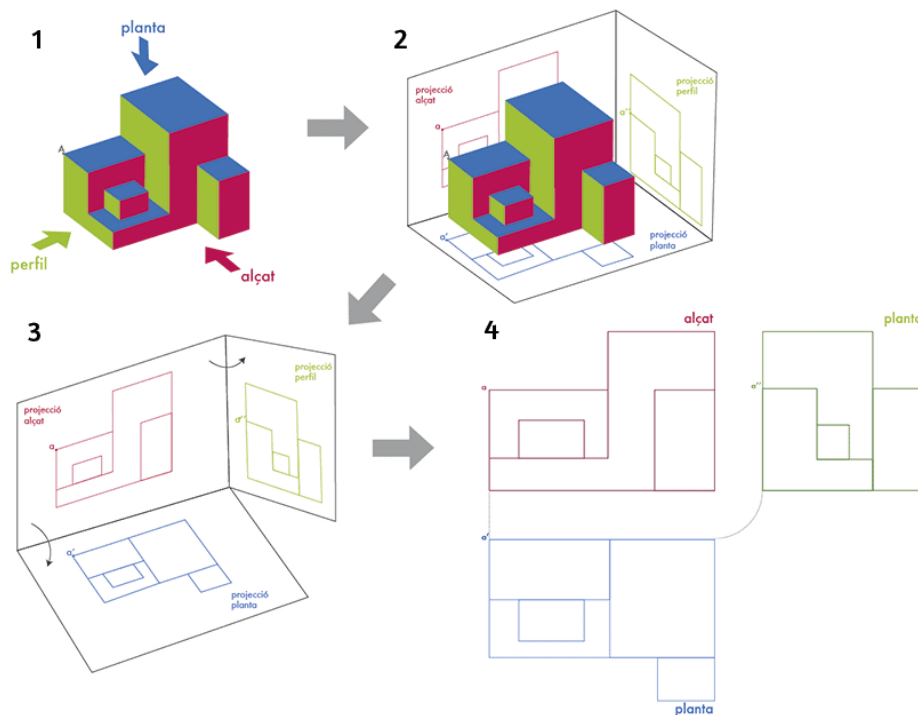 1
planta
A
perfil
alçat
2
projecció
alçat
projecció
perfil
a
a''
A
a'
projecció
planta
3
projecció
alçat
projecció
perfil
a
a''
a'
projecció
planta
4
alçat
planta
a
a''
a'
planta